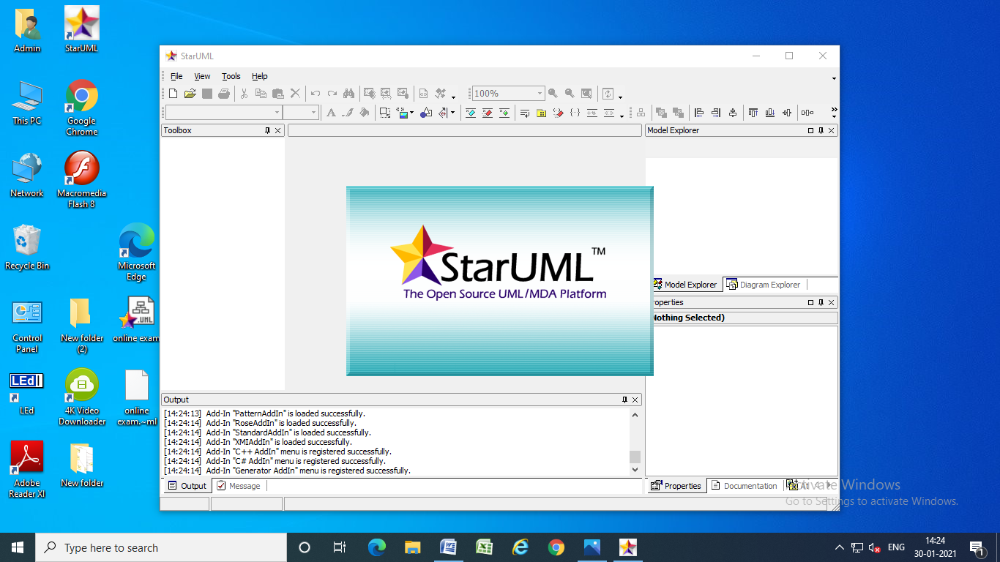 Admin
StarUML
This PC
Google
Chrome
Network
Macromedia
Flash 8
Recycle Bin
Microsoft
Edge
Control
Panel
New folder
(2)
online exam
LEd
LEd
4K Video
Downloader
online
exam.~ml
Adobe
Reader XI
New folder
StarUML
File View Tools Help
100%
Toolbox
Model Explorer
StarUML TM
The Open Source UML/MDA Platform
Model Explorer Diagram Explorer
operties
Nothing Selected)
Output
[14:24:13] Add-In "PatternAddIn" is loaded successfully.
[14:24:14] Add-In "RoseAddIn" is loaded successfully.
[14:24:14] Add-In "StandardAddIn" is loaded successfully.
[14:24:14] Add-In "XMIAddIn" is loaded successfully.
[14:24:14] Add-In "C++ AddIn" menu is registered successfully.
[14:24:14] Add-In "C# AddIn" menu is registered successfully.
[14:24:14] Add-In "Generator AddIn" menu is registered successfully.
Output Message
Properties Documentation At
Activate Windows
Go to Settings to activate Windows.
Type here to search
ENG
14:24
30-01-2021
1
.UML